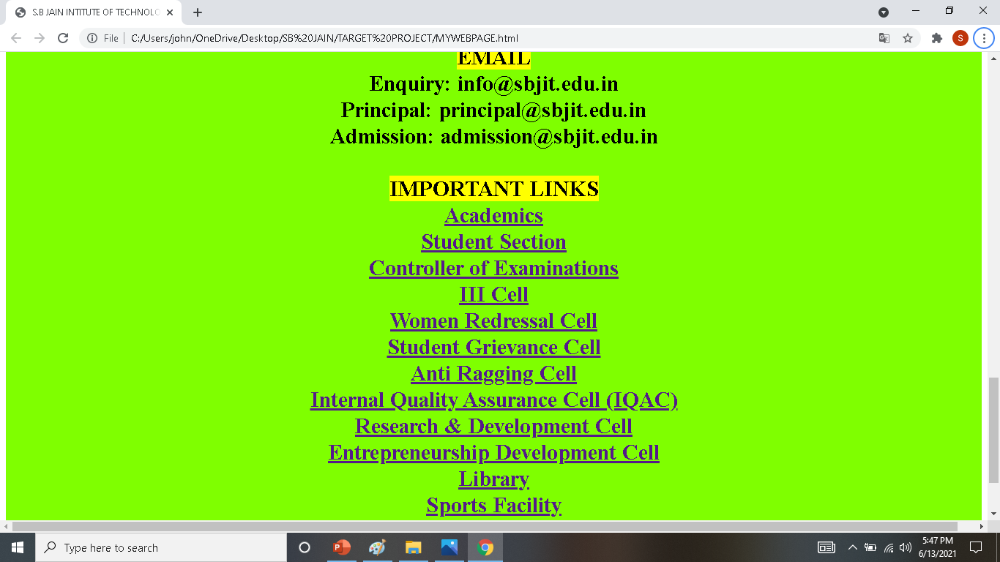 S.B JAIN INTITUTE OF TECHNOLO
File
C:/Users/john/OneDrive/Desktop/SB%20JAIN/TARGET%20PROJECT/MYWEBPAGE.html
S
EMAIL
Enquiry: info@sbjit.edu.in
Principal: principal@sbjit.edu.in
Admission: admission@sbjit.edu.in
IMPORTANT LINKS
Academics
Student Section
Controller of Examinations
III Cell
Women Redressal Cell
Student Grievance Cell
Anti Ragging Cell
Internal Quality Assurance Cell (IQAC)
Research & Development Cell
Entrepreneurship Development Cell
Library
Sports Facility
Type here to search
5:47 PM
6/13/2021